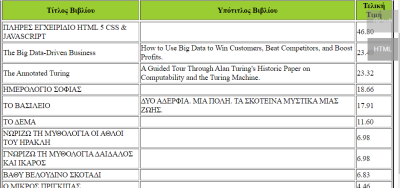 Τίτλος Βιβλίου Υπότιτλος Βιβλίου Τελική
Τιμή
ΠΛΗΡΕΣ ΕΓΧΕΙΡΙΔΙΟ HTML 5 CSS &
JAVASCRIPT 46.80
The Big Data-Driven Business How to Use Big Data to Win Customers, Beat Competitors, and Boost
Profits.
HTML
The Annotated Turing A Guided Tour Through Alan Turing's Historic Paper on
Computability and the Turing Machine. 23.32
ΗΜΕΡΟΛΟΓΙΟ ΣΟΦΙΑΣ 18.66
ΤΟ ΒΑΣΙΛΕΙΟ ΔΥΟ ΑΔΕΡΦΙΑ. ΜΙΑ ΠΟΛΗ. ΤΑ ΣΚΟΤΕΙΝΑ ΜΥΣΤΙΚΑ ΜΙΑΣ
ΖΩΗΣ. 17.91
ΤΟ ΔΕΜΑ 11.60
ΝΩΡΙΖΩ ΤΗ ΜΥΘΟΛΟΓΙΑ ΟΙ ΑΘΛΟΙ
ΤΟΥ ΗΡΑΚΛΗ 6.98
ΓΝΩΡΙΖΩ ΤΗ ΜΥΘΟΛΟΓΙΑ ΔΑΙΔΑΛΟΣ
ΚΑΙ ΙΚΑΡΟΣ 6.98
ΒΑΘΥ ΒΕΛΟΥΔΙΝΟ ΣΚΟΤΑΔΙ 6.83
Ο ΜΙΚΡΟΣ ΠΡΙΓΚΙΠΑΣ 4.46